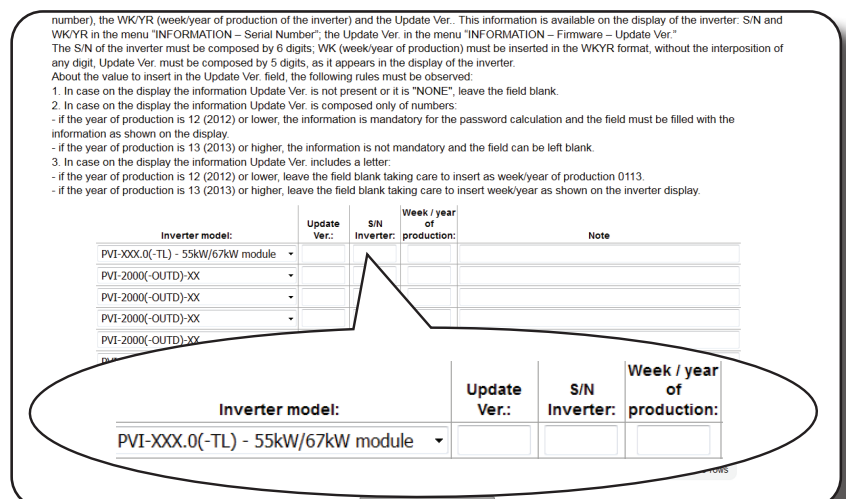 number), the WK/YR (week/year of production of the inverter) and the Update Ver.. This information is available on the display of the inverter: S/N and
WK/YR in the menu "INFORMATION – Serial Number"; the Update Ver. in the menu "INFORMATION – Firmware – Update Ver."
The S/N of the inverter must be composed by 6 digits; WK (week/year of production) must be inserted in the WKYR format, without the interposition of
any digit, Update Ver. must be composed by 5 digits, as it appears in the display of the inverter.
About the value to insert in the Update Ver. field, the following rules must be observed:
1. In case on the display the information Update Ver. is not present or it is "NONE", leave the field blank.
2. In case on the display the information Update Ver. is composed only of numbers:
- if the year of production is 12 (2012) or lower, the information is mandatory for the password calculation and the field must be filled with the
information as shown on the display.
- if the year of production is 13 (2013) or higher, the information is not mandatory and the field can be left blank.
3. In case on the display the information Update Ver. includes a letter:
- if the year of production is 12 (2012) or lower, leave the field blank taking care to insert as week/year of production 0113.
- if the year of production is 13 (2013) or higher, leave the field blank taking care to insert week/year as shown on the inverter display.
Inverter model: Update Ver.: S/N Inverter: Week / year of production: Note
PVI-XXX.0(-TL) - 55kW/67kW module
PVI-2000(-OUTD)-XX
PVI-2000(-OUTD)-XX
PVI-2000(-OUTD)-XX
PVI-2000(-OUTD)-XX
Inverter model: Update Ver.: S/N Inverter: Week / year of production:
PVI-XXX.0(-TL) - 55kW/67kW module
rows